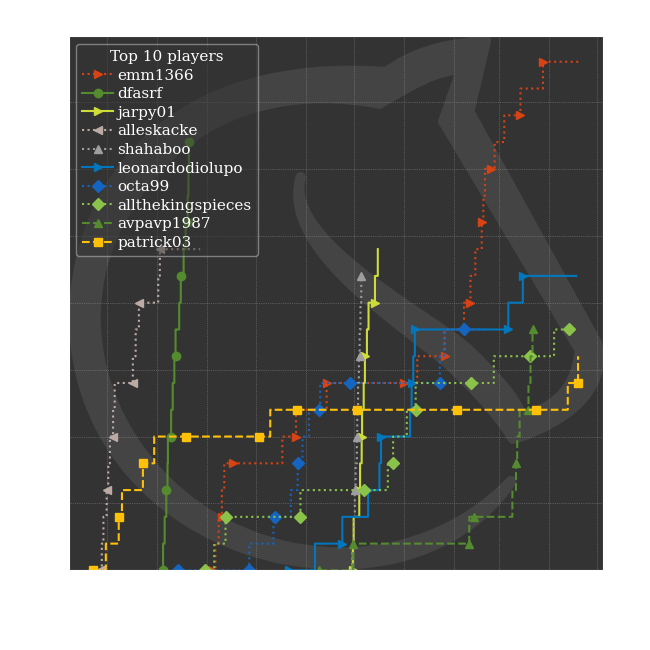 Top 10 players
emm1366
dfasrf
jarpy01
alleskacke
shahaboo
leonardodiolupo
octa99
allthekingspieces
avpavp1987
patrick03